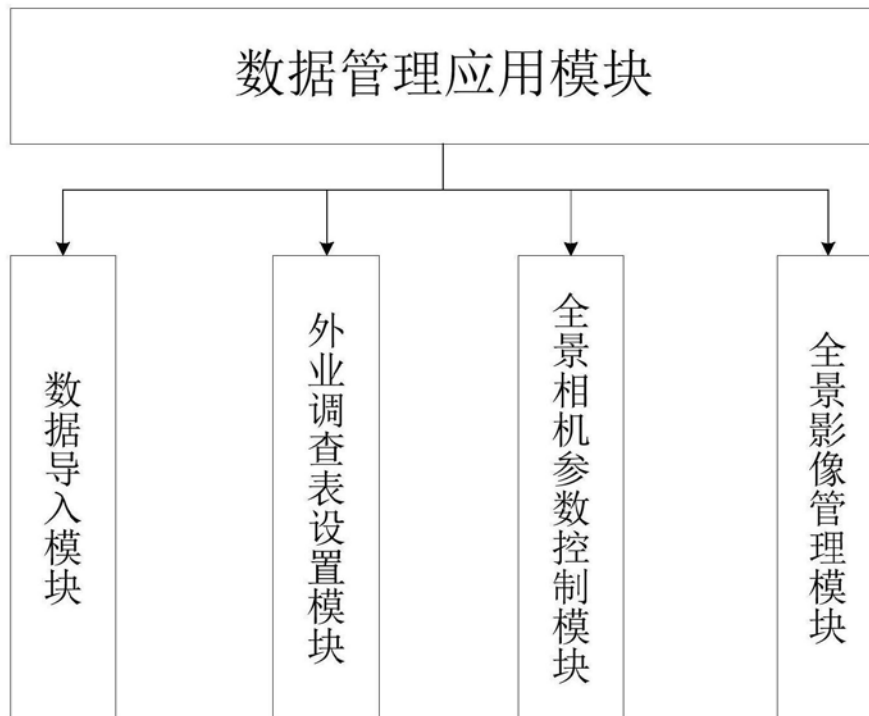 数据管理应用模块
数据导入模块
外业调查表设置模块
全景相机参数控制模块
全景影像管理模块